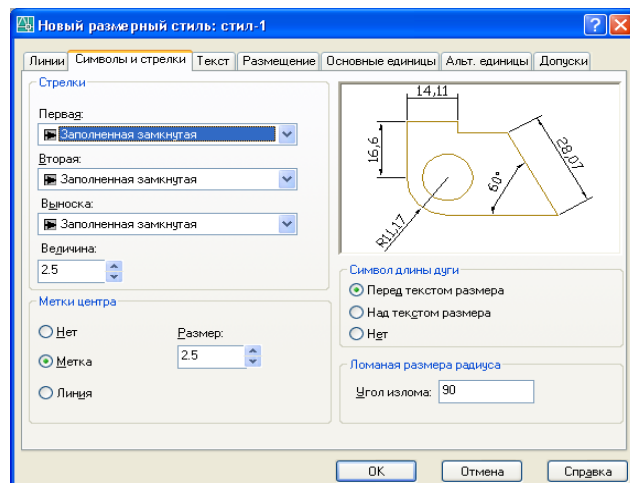 Новый размерный стиль: стил-1
Линии Символы и стрелки Текст Размещение Основные единицы Альт. единицы Допуски
Стрелки
Первая:
Заполненная замкнутая
Вторая:
Заполненная замкнутая
Выноска:
Заполненная замкнутая
Величина:
2.5
Метки центра
Нет
Метка
Линия
Размер:
2.5
14,11
16,6
28,07
60°
R11,17
Символ длины дуги
Перед текстом размера
Над текстом размера
Нет
Ломаная размера радиуса
Угол излома: 90
OK Отмена Справка